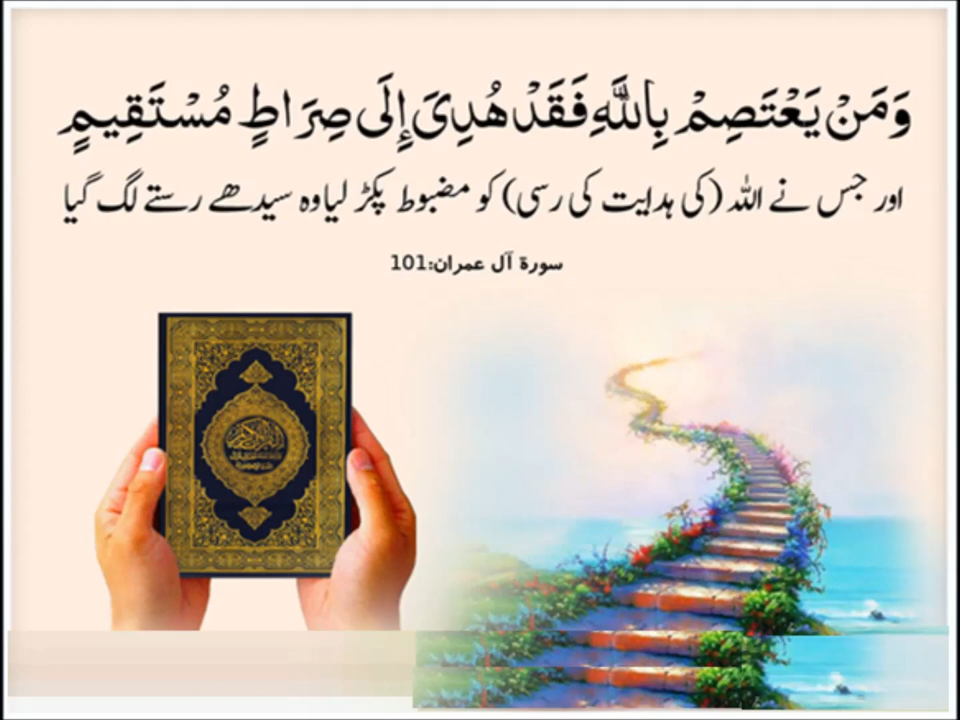 وَمَنْ يَعْتَصِمْ بِاللَّهِ فَقَدْ هُدِىَ إِلَى صِرَاطٍ مُسْتَقِيمٍ
اور جس نے اللہ (کی ہدایت کی رسی) کو مضبوط پکڑ لیا وہ سیدھے رستے لگ گیا
سورة آل عمران:101